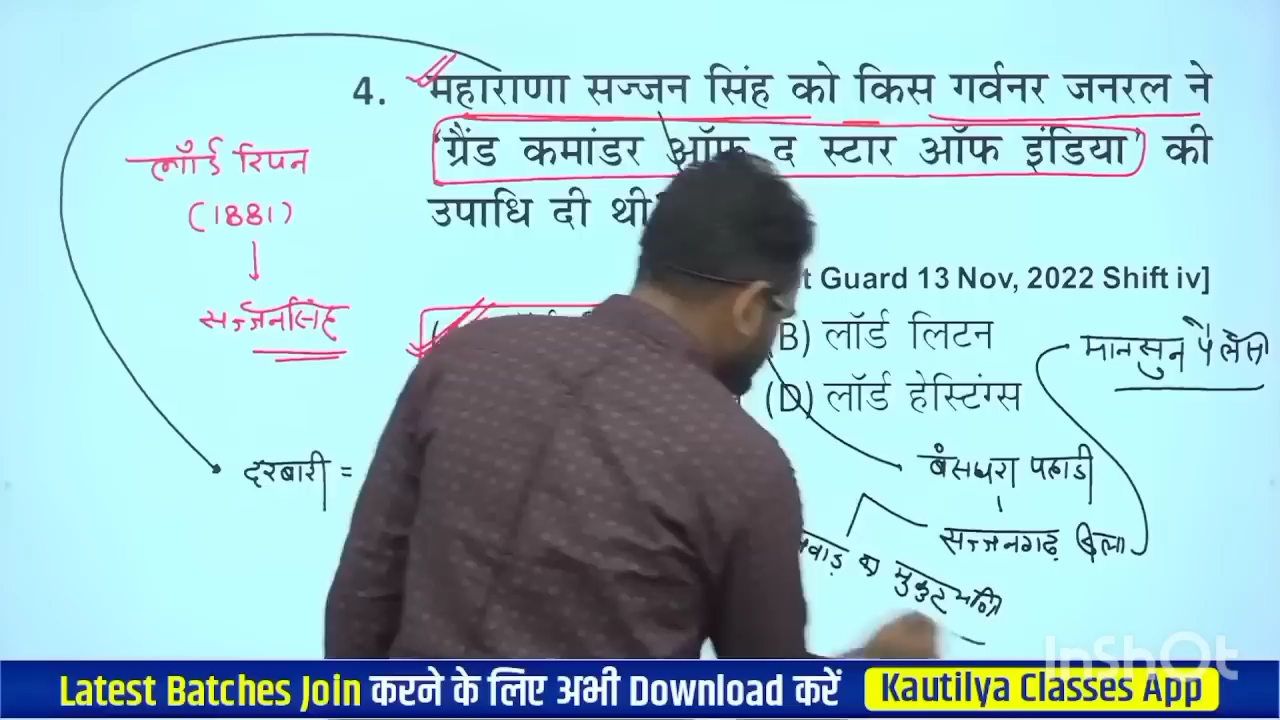 4. महाराणा सज्जन सिंह को किस गर्वनर जनरल ने
'ग्रैंड कमांडर ऑफ द स्टार ऑफ इंडिया' की
उपाधि दी थी
Guard 13 Nov, 2022 Shift iv]
(B) लॉर्ड लिटन
(D) लॉर्ड हेस्टिंग्स
लॉर्ड रिपन
(1881)
सज्जनसिंह
दरबारी =
मानसुन पैलेस
बंसधरा पहाडी
सज्जनगढ़ किला
का मुकुटमणि
Latest Batches Join करने के लिए अभी Download करें
Kautilya Classes App
InShOt